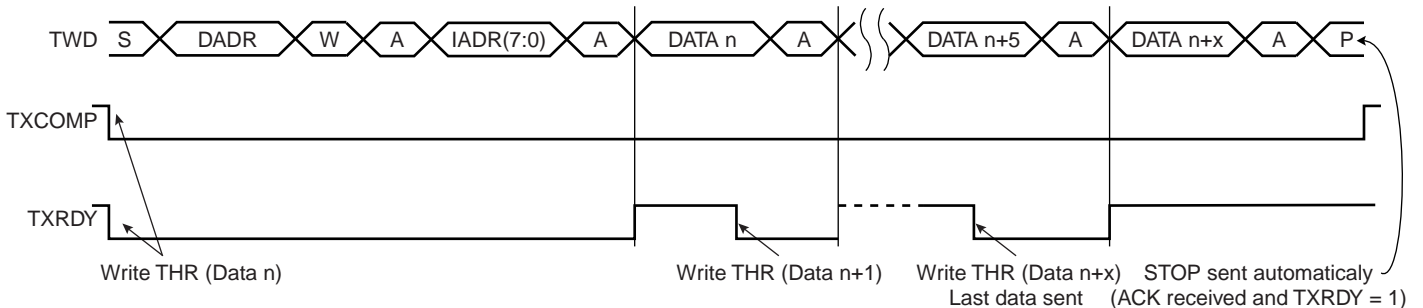 TWD S DADR W A IADR(7:0) A DATA n A DATA n+5 A DATA n+x A P
TXCOMP
TXRDY
Write THR (Data n) Write THR (Data n+1) Write THR (Data n+x) STOP sent automaticaly
Last data sent (ACK received and TXRDY = 1)